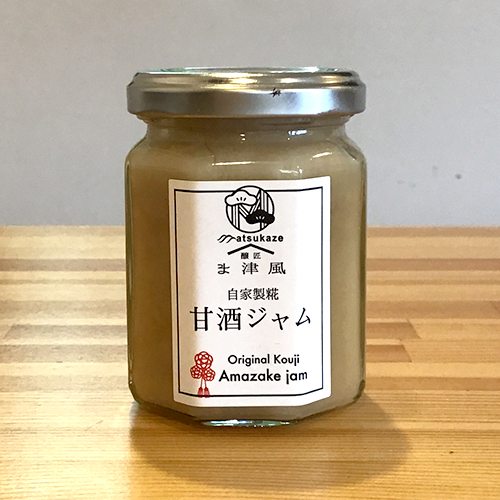 matsukaze
醸匠
ま津風
自家製糀
甘酒ジャム
Original Kouji
Amazake jam